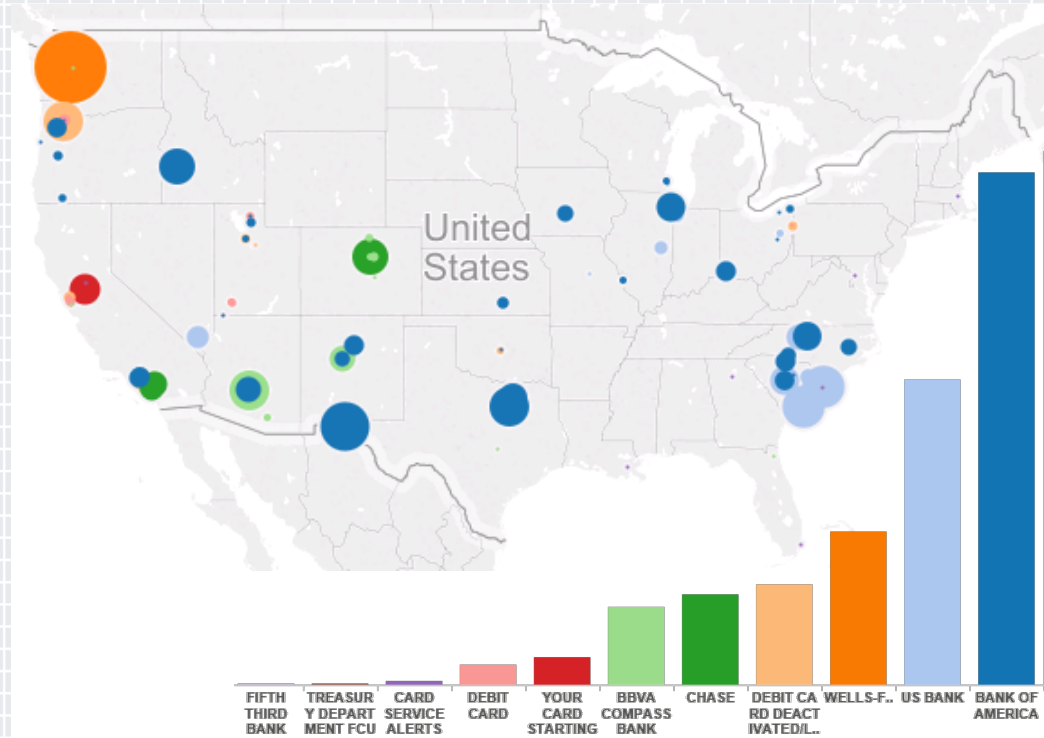 United
States
FIFTH
THIRD
BANK
TREASUR
Y DEPART
MENT FCU
CARD
SERVICE
ALERTS
DEBIT
CARD
YOUR
CARD
STARTING
BBVA
COMPASS
BANK
CHASE
DEBIT CA
RD DEACT
IVATED/L..
WELLS-F..
US BANK
BANK OF
AMERICA